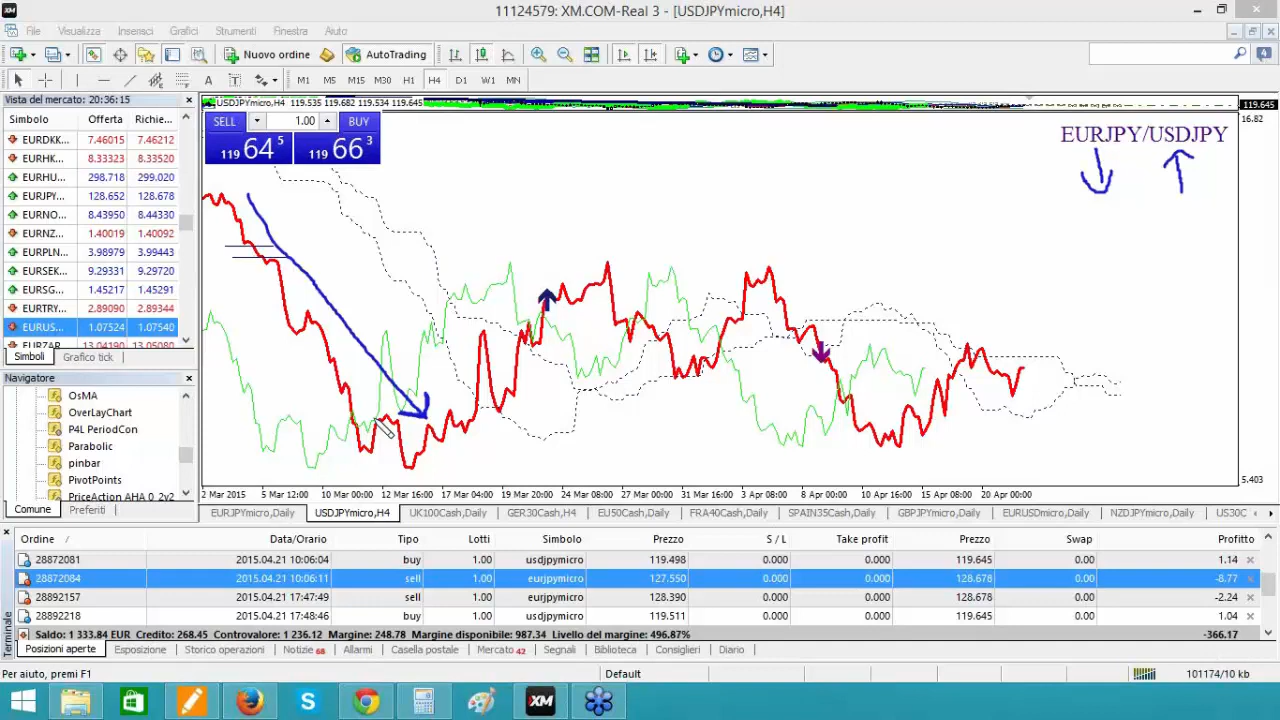 11124579: XM.COM-Real 3 - [USDJPYmicro,H4]
File Visualizza Inserisci Grafici Strumenti Finestra Aiuto
Nuovo ordine AutoTrading 4
A T M1 M5 M15 M30 H1 H4 D1 W1 MN
Vista del mercato: 20:36:15
Simbolo Offerta Richie...
EURDKK... 7.46015 7.46212
EURHK... 8.33323 8.33520
EURHU... 298.718 299.020
EURJPY... 128.652 128.678
EURNO... 8.43950 8.44330
EURNZ... 1.40019 1.40092
EURPLN... 3.98979 3.99443
EURSEK... 9.29331 9.29720
EURSG... 1.45217 1.45291
EURTRY... 2.89090 2.89344
EURUS... 1.07524 1.07540
EURZAR 13.04190 13.05080
Simboli Grafico tick
Navigatore
OsMA
OverLayChart
P4L PeriodCon
Parabolic
pinbar
PivotPoints
PriceAction AHA 0_2v2
Comune Preferiti
USDJPYmicro,H4 119.535 119.682 119.534 119.645
119.645
SELL 1.00 BUY
119 64 5 119 66 3
16.82
EURJPY/USDJPY
5.403
2 Mar 2015 5 Mar 12:00 10 Mar 00:00 12 Mar 16:00 17 Mar 04:00 19 Mar 20:00 24 Mar 08:00 27 Mar 00:00 31 Mar 16:00 3 Apr 08:00 8 Apr 00:00 10 Apr 16:00 15 Apr 08:00 20 Apr 00:00
EURJPYmicro,Daily USDJPYmicro,H4 UK100Cash,Daily GER30Cash,H4 EU50Cash,Daily FRA40Cash,Daily SPAIN35Cash,Daily GBPJPYmicro,Daily EURUSDmicro,Daily NZDJPYmicro,Daily US30C
Ordine Data/Orario Tipo Lotti Simbolo Prezzo S / L Take profit Prezzo Swap Profitto
28872081 2015.04.21 10:06:04 buy 1.00 usdjpymicro 119.498 0.000 0.000 119.645 0.00 1.14
28872084 2015.04.21 10:06:11 sell 1.00 eurjpymicro 127.550 0.000 0.000 128.678 0.00 -8.77
28892157 2015.04.21 17:47:49 sell 1.00 eurjpymicro 128.390 0.000 0.000 128.678 0.00 -2.24
28892218 2015.04.21 17:48:46 buy 1.00 usdjpymicro 119.511 0.000 0.000 119.645 0.00 1.04
Saldo: 1 333.84 EUR Credito: 268.45 Controvalore: 1 236.12 Margine: 248.78 Margine disponibile: 987.34 Livello del margine: 496.87% -366.17
Terminale
Posizioni aperte Esposizione Storico operazioni Notizie 68 Allarmi Casella postale Mercato 42 Segnali Biblioteca Consiglieri Diario
Per aiuto, premi F1 Default 101174/10 kb
XM